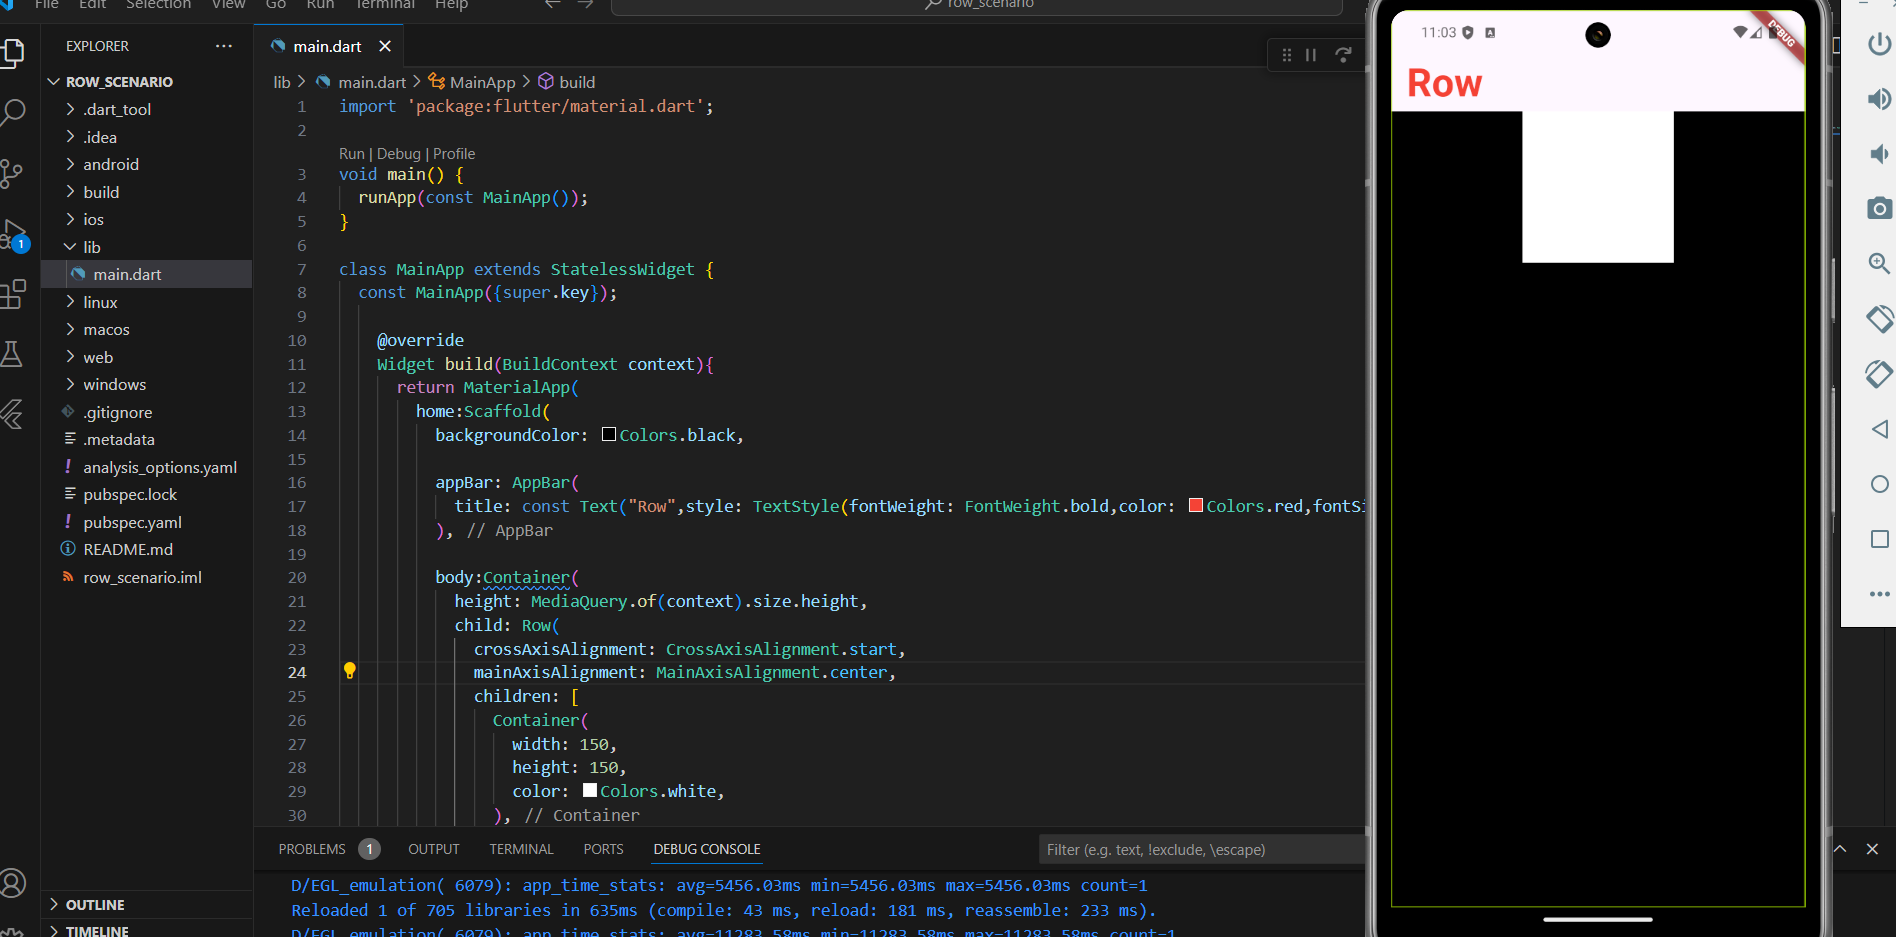 File Edit Selection View Go Run Terminal Help
row_scenario
EXPLORER
ROW_SCENARIO
.dart_tool
.idea
android
build
ios
lib
main.dart
linux
macos
web
windows
.gitignore
.metadata
analysis_options.yaml
pubspec.lock
pubspec.yaml
README.md
row_scenario.iml
OUTLINE
TIMELINE
1
main.dart
lib > main.dart > MainApp > build
1 import 'package:flutter/material.dart';
2
Run | Debug | Profile
3 void main() {
4 runApp(const MainApp());
5 }
6
7 class MainApp extends StatelessWidget {
8 const MainApp({super.key});
9
10 @override
11 Widget build(BuildContext context){
12 return MaterialApp(
13 home:Scaffold(
14 backgroundColor: Colors.black,
15
16 appBar: AppBar(
17 title: const Text("Row",style: TextStyle(fontWeight: FontWeight.bold,color: Colors.red,fontSi
18 ), // AppBar
19
20 body:Container(
21 height: MediaQuery.of(context).size.height,
22 child: Row(
23 crossAxisAlignment: CrossAxisAlignment.start,
24 mainAxisAlignment: MainAxisAlignment.center,
25 children: [
26 Container(
27 width: 150,
28 height: 150,
29 color: Colors.white,
30 ), // Container
PROBLEMS 1 OUTPUT TERMINAL PORTS DEBUG CONSOLE
Filter (e.g. text, !exclude, \escape)
D/EGL_emulation( 6079): app_time_stats: avg=5456.03ms min=5456.03ms max=5456.03ms count=1
Reloaded 1 of 705 libraries in 635ms (compile: 43 ms, reload: 181 ms, reassemble: 233 ms).
D/EGL_emulation( 6079): app_time_stats: avg=11283.58ms min=11283.58ms max=11283.58ms count=1
11:03
DEBUG
Row